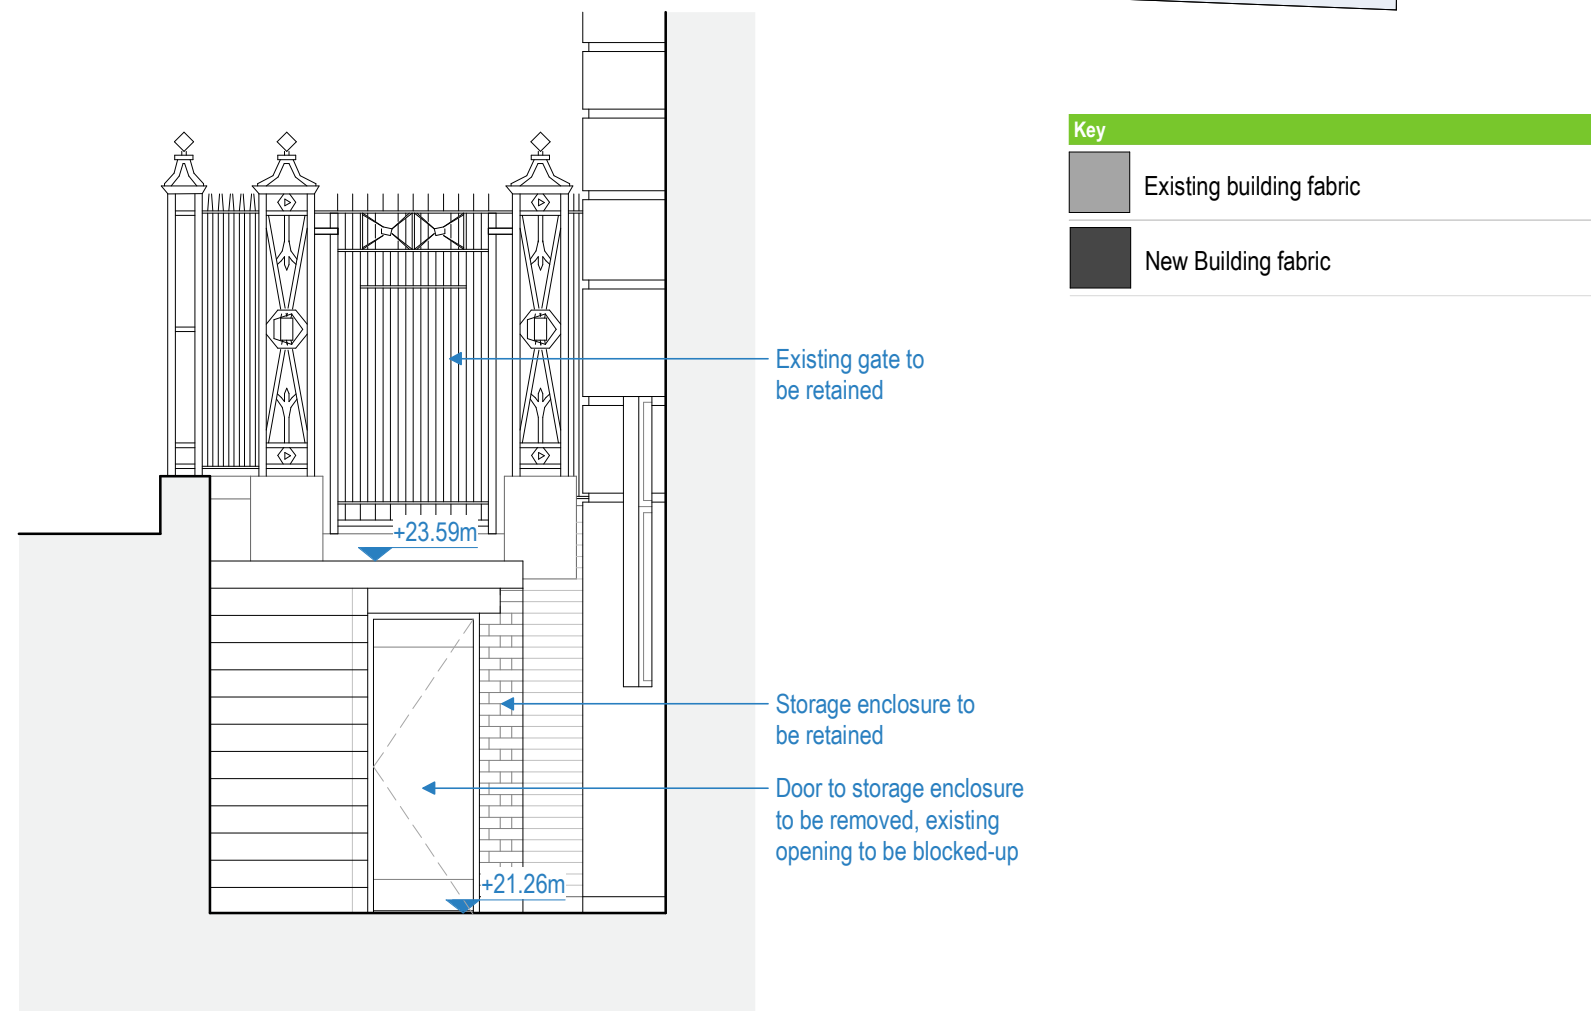 Key
Existing building fabric
New Building fabric
Existing gate to
be retained
+23.59m
Storage enclosure to
be retained
Door to storage enclosure
to be removed, existing
opening to be blocked-up
+21.26m